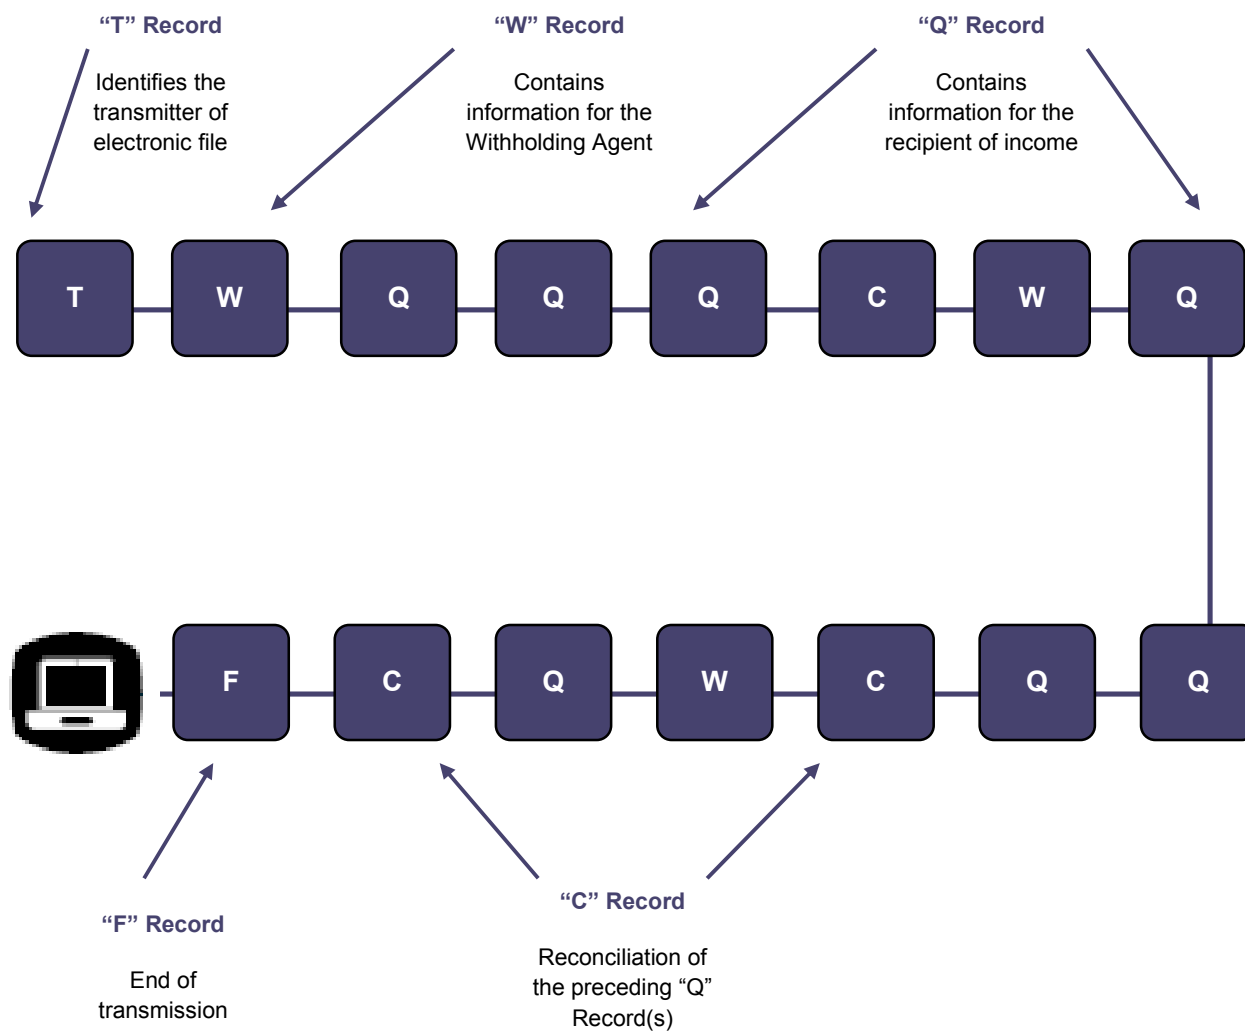 “T” Record
Identifies the
transmitter of
electronic file
“W” Record
Contains
information for the
Withholding Agent
“Q” Record
Contains
information for the
recipient of income
T
W
Q
Q
Q
C
W
Q
F
C
Q
W
C
Q
Q
“F” Record
End of
transmission
“C” Record
Reconciliation of
the preceding “Q”
Record(s)